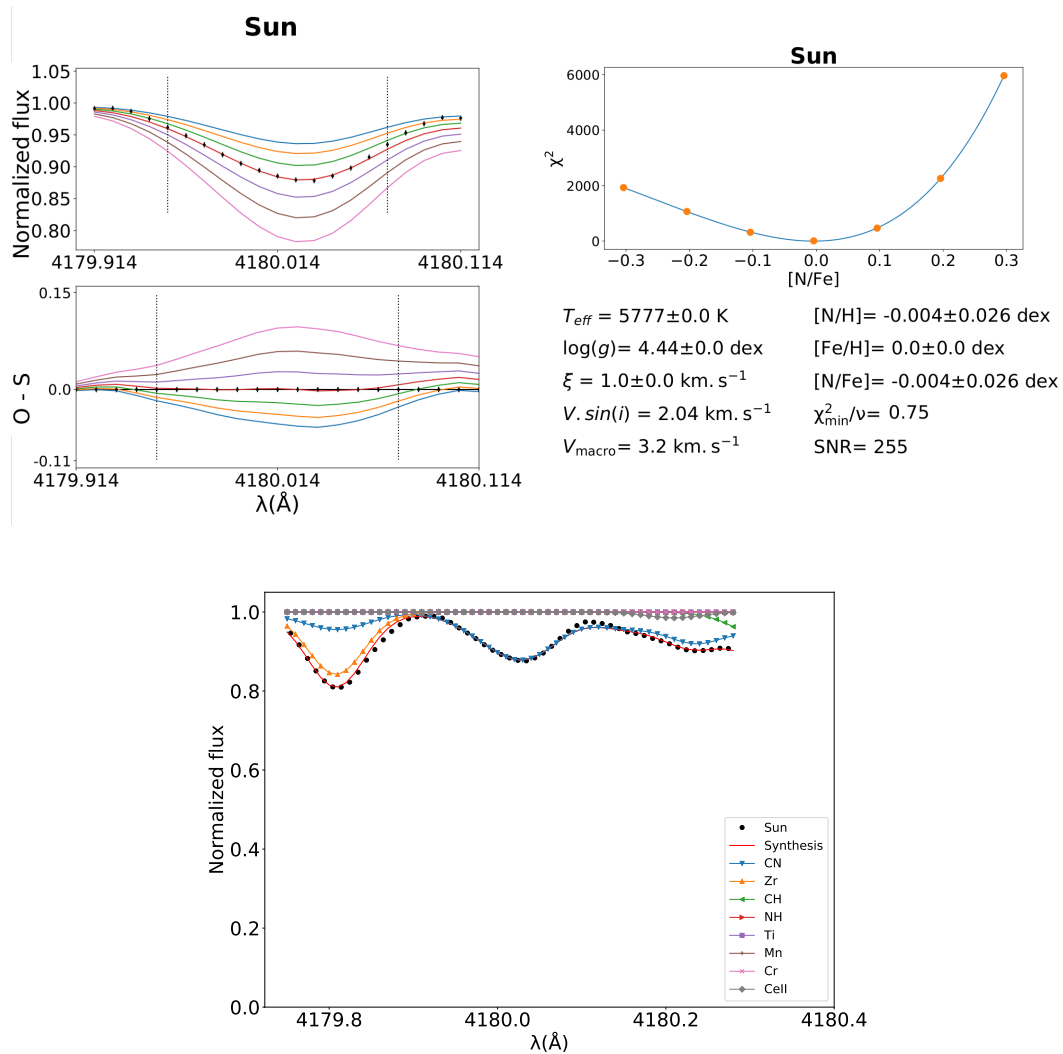 Sun
Normalized flux
1.05
1.00
0.95
0.90
0.85
0.80
4179.914
4180.014
4180.114
O - S
0.15
0.0
-0.11
4179.914
4180.014
4180.114
λ(Å)
Sun
χ²
6000
4000
2000
0
−0.3
−0.2
−0.1
0.0
0.1
0.2
0.3
[N/Fe]
T_eff = 5777±0.0 K
log(g)= 4.44±0.0 dex
ξ = 1.0±0.0 km. s⁻¹
V. sin(i) = 2.04 km. s⁻¹
V_macro= 3.2 km. s⁻¹
[N/H]= -0.004±0.026 dex
[Fe/H]= 0.0±0.0 dex
[N/Fe]= -0.004±0.026 dex
χ²_min/ν= 0.75
SNR= 255
Normalized flux
1.0
0.8
0.6
0.4
0.2
0.0
4179.8
4180.0
4180.2
4180.4
λ(Å)
Sun
Synthesis
CN
Zr
CH
NH
Ti
Mn
Cr
CeII